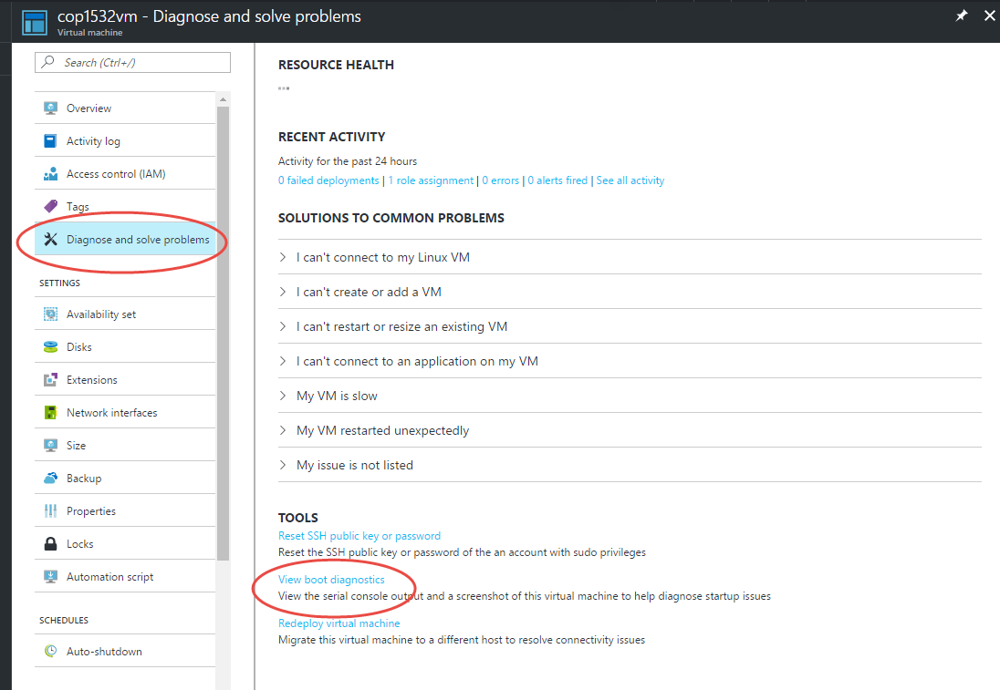 cop1532vm - Diagnose and solve problems
Virtual machine
Search (Ctrl+/)
Overview
Activity log
Access control (IAM)
Tags
Diagnose and solve problems
SETTINGS
Availability set
Disks
Extensions
Network interfaces
Size
Backup
Properties
Locks
Automation script
SCHEDULES
Auto-shutdown
RESOURCE HEALTH
RECENT ACTIVITY
Activity for the past 24 hours
0 failed deployments | 1 role assignment | 0 errors | 0 alerts fired | See all activity
SOLUTIONS TO COMMON PROBLEMS
I can't connect to my Linux VM
I can't create or add a VM
I can't restart or resize an existing VM
I can't connect to an application on my VM
My VM is slow
My VM restarted unexpectedly
My issue is not listed
TOOLS
Reset SSH public key or password
Reset the SSH public key or password of the an account with sudo privileges
View boot diagnostics
View the serial console output and a screenshot of this virtual machine to help diagnose startup issues
Redeploy virtual machine
Migrate this virtual machine to a different host to resolve connectivity issues